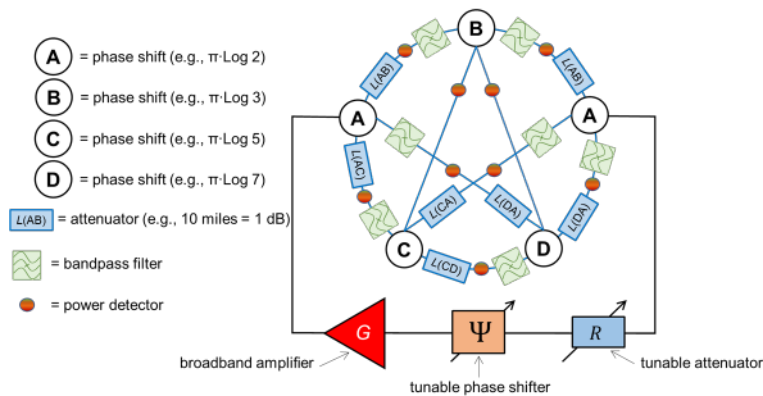 A = phase shift (e.g., π·Log 2)
B = phase shift (e.g., π·Log 3)
C = phase shift (e.g., π·Log 5)
D = phase shift (e.g., π·Log 7)
L(AB) = attenuator (e.g., 10 miles = 1 dB)
= bandpass filter
= power detector
B
L(AB)
L(AB)
A
A
L(AC)
L(CA)
L(DA)
L(DA)
C
D
L(CD)
G
Ψ
R
broadband amplifier
tunable phase shifter
tunable attenuator